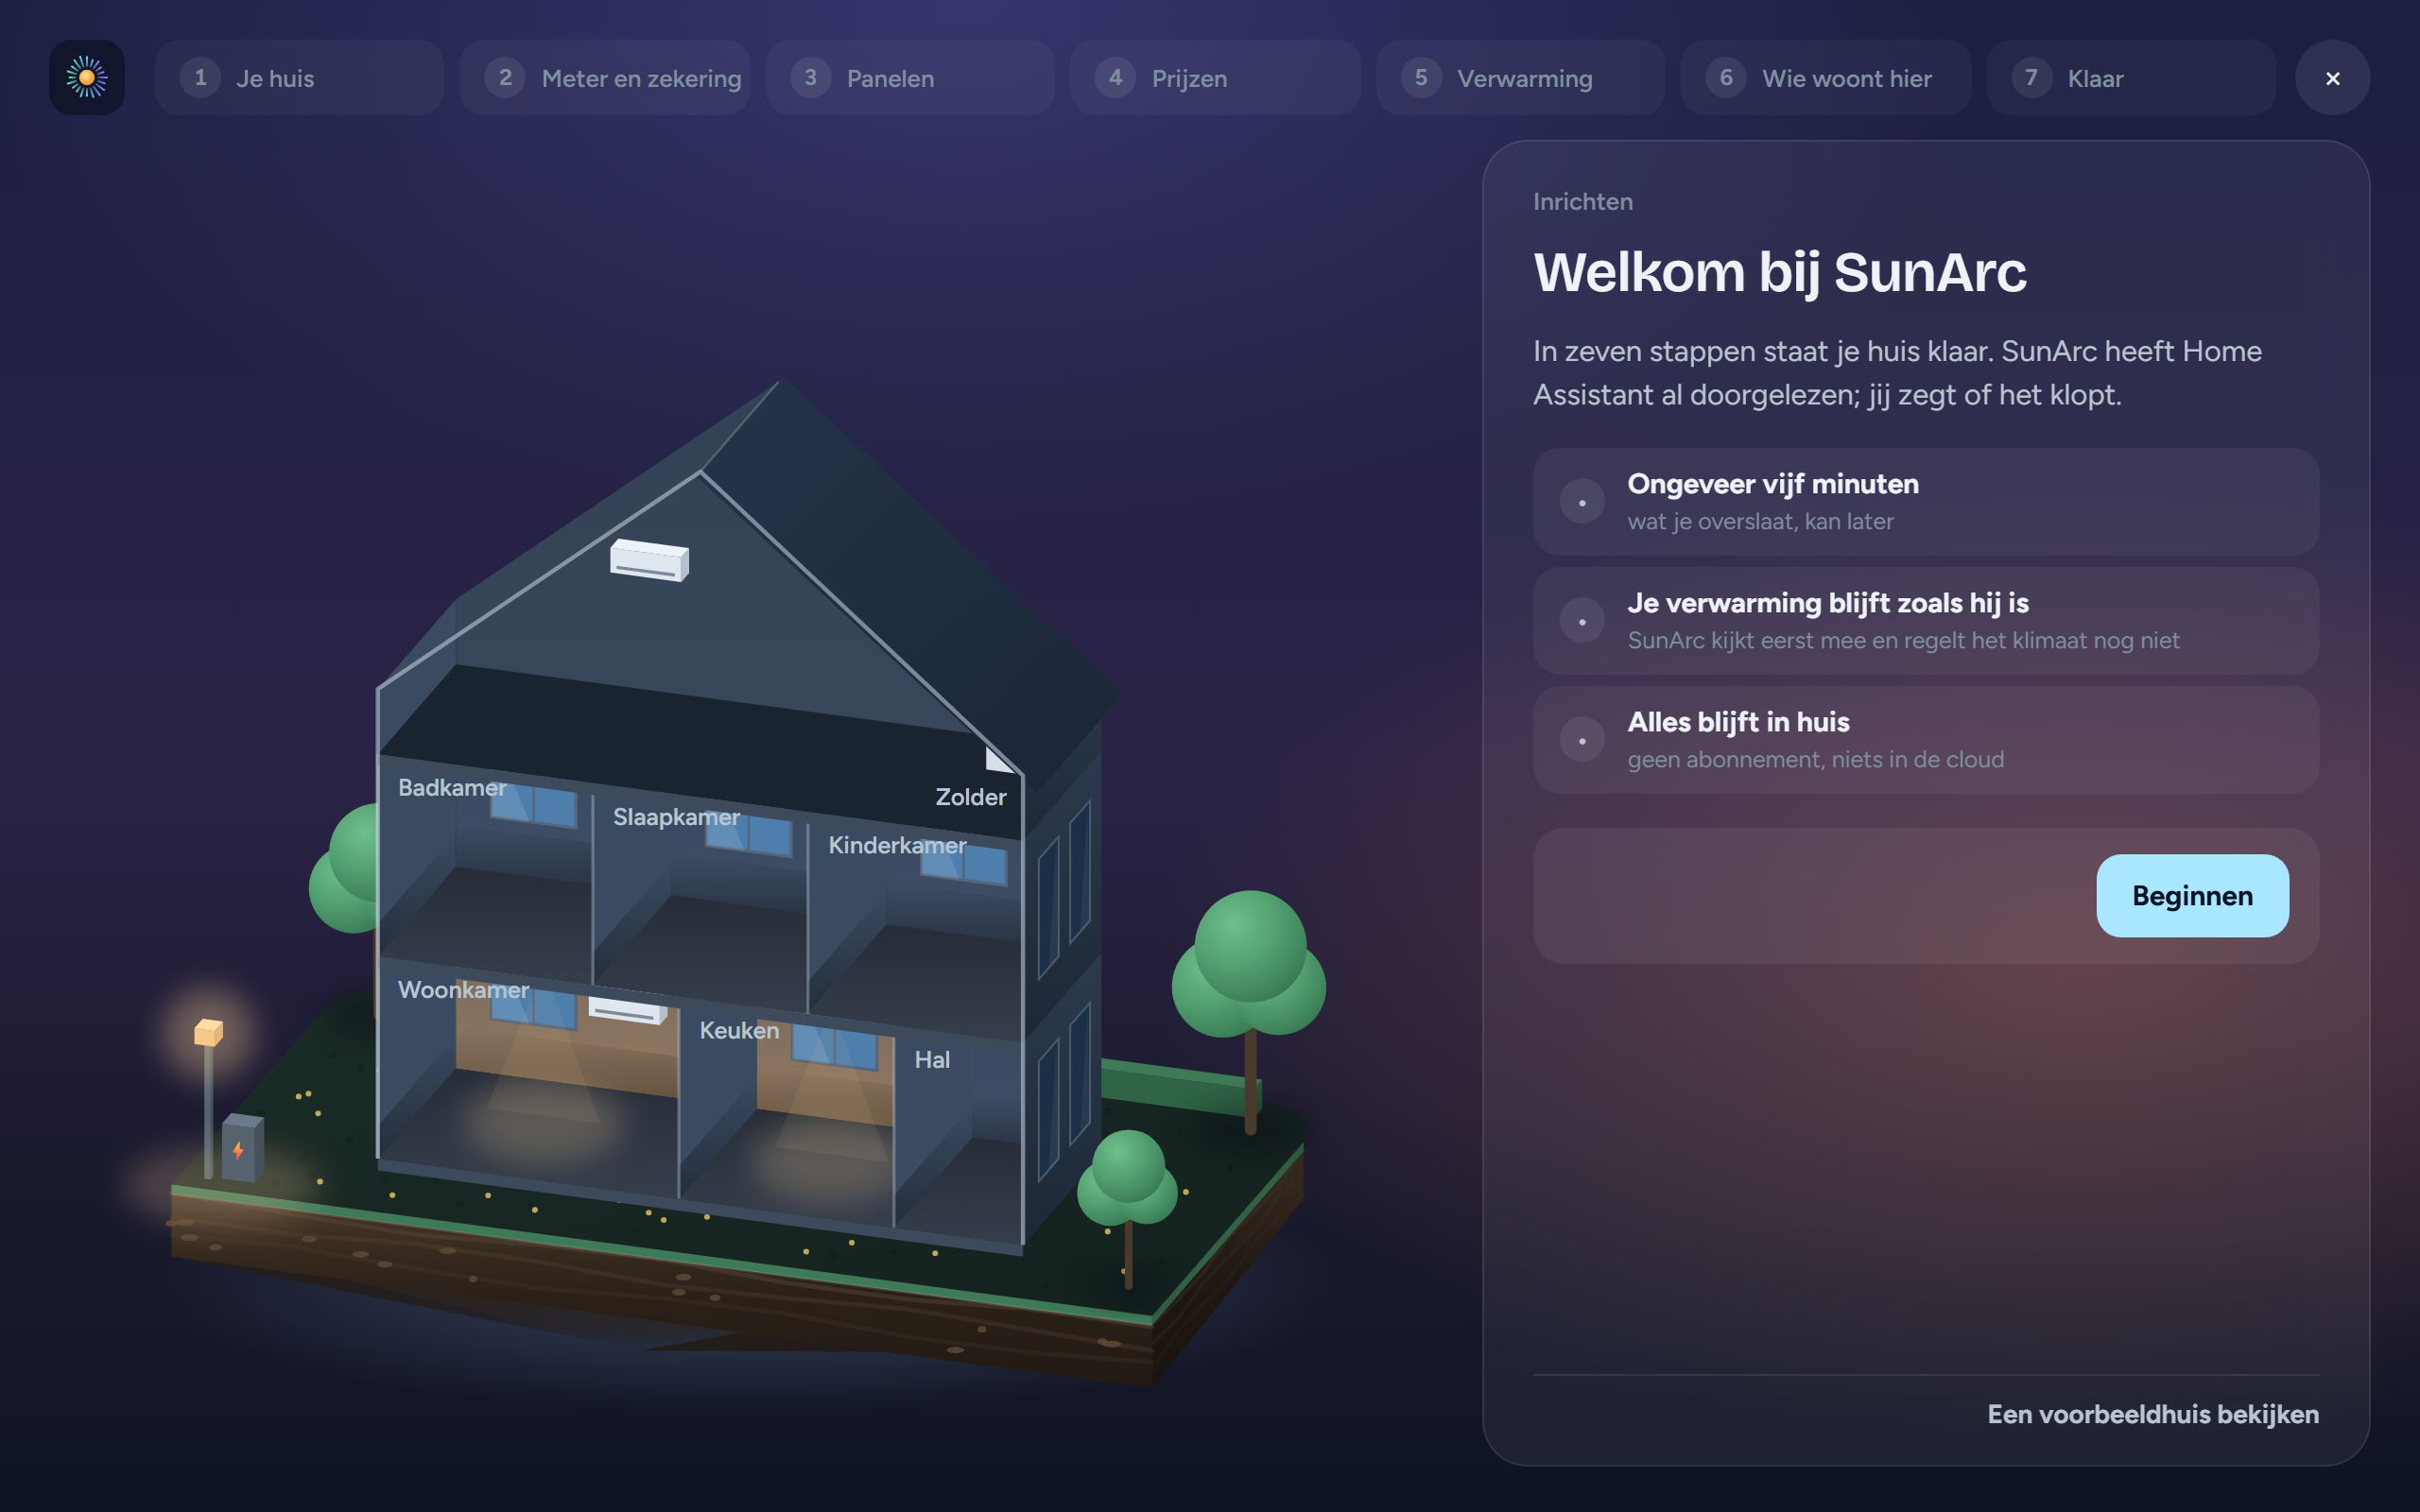 1 Je huis
2 Meter en zekering
3 Panelen
4 Prijzen
5 Verwarming
6 Wie woont hier
7 Klaar
×
Inrichten
Welkom bij SunArc
In zeven stappen staat je huis klaar. SunArc heeft Home
Assistant al doorgelezen; jij zegt of het klopt.
Ongeveer vijf minuten
wat je overslaat, kan later
Je verwarming blijft zoals hij is
SunArc kijkt eerst mee en regelt het klimaat nog niet
Alles blijft in huis
geen abonnement, niets in de cloud
Beginnen
Een voorbeeldhuis bekijken
Badkamer
Slaapkamer
Kinderkamer
Zolder
Woonkamer
Keuken
Hal